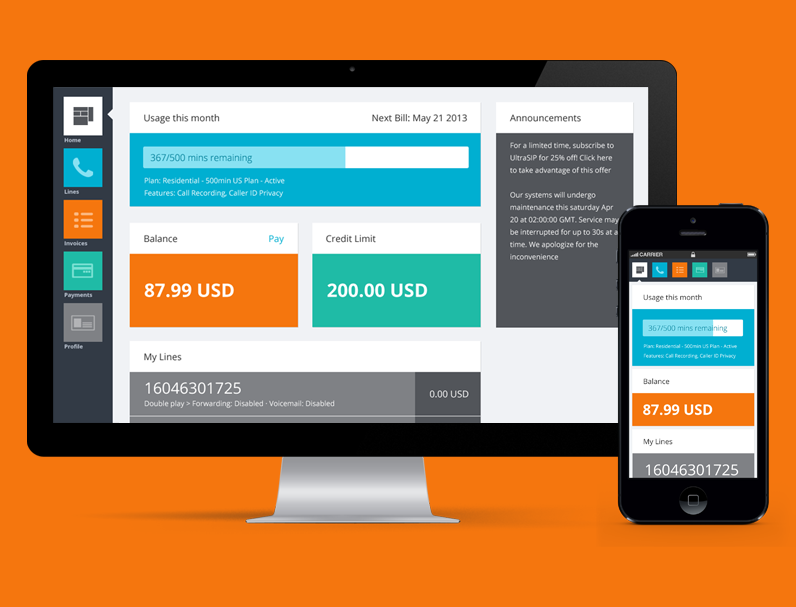 Home
Lines
Invoices
Payments
Profile
Usage this month
Next Bill: May 21 2013
367/500 mins remaining
Plan: Residential - 500min US Plan - Active
Features: Call Recording, Caller ID Privacy
Balance
Pay
87.99 USD
Credit Limit
200.00 USD
My Lines
16046301725
Double play > Forwarding: Disabled · Voicemail: Disabled
0.00 USD
Announcements
For a limited time, subscribe to
UltraSIP for 25% off! Click here
to take advantage of this offer
Our systems will undergo
maintenance this saturday Apr
20 at 02:00:00 GMT. Service may
be interrupted for up to 30s at a
time. We apologize for the
inconvenience
CARRIER
Usage this month
367/500 mins remaining
Plan: Residential - 500min US Plan - Active
Features: Call Recording, Caller ID Privacy
Balance
87.99 USD
My Lines
16046301725